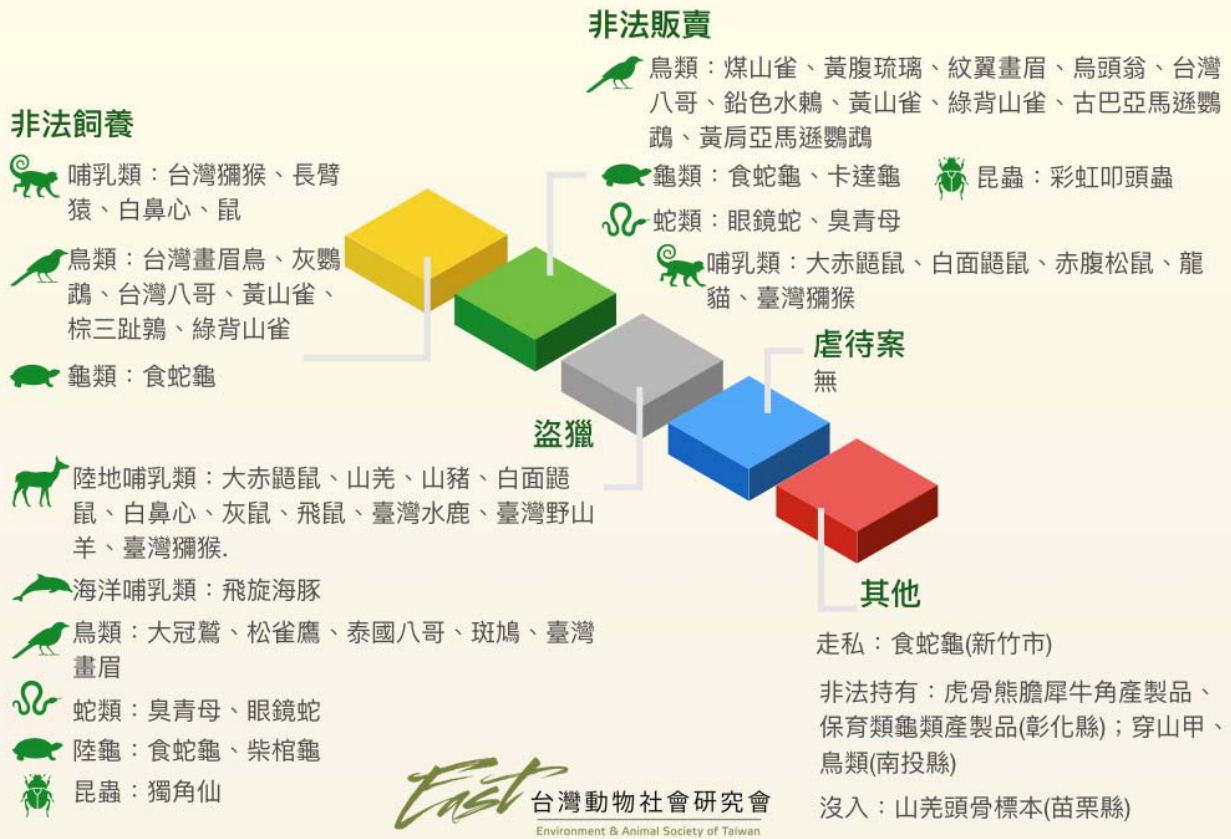 非法販賣
鳥類：煤山雀、黃腹琉璃、紋翼畫眉、烏頭翁、台灣
八哥、鉛色水鶇、黃山雀、綠背山雀、古巴亞馬遜鸚
鵡、黃肩亞馬遜鸚鵡
龜類：食蛇龜、卡達龜
昆蟲：彩虹叩頭蟲
蛇類：眼鏡蛇、臭青母
哺乳類：大赤鼯鼠、白面鼯鼠、赤腹松鼠、龍
貓、臺灣獼猴
非法飼養
哺乳類：台灣獼猴、長臂
猿、白鼻心、鼠
鳥類：台灣畫眉鳥、灰鸚
鵡、台灣八哥、黃山雀、
棕三趾鶉、綠背山雀
龜類：食蛇龜
虐待案
無
盜獵
陸地哺乳類：大赤鼯鼠、山羌、山豬、白面鼯
鼠、白鼻心、灰鼠、飛鼠、臺灣水鹿、臺灣野山
羊、臺灣獼猴.
海洋哺乳類：飛旋海豚
鳥類：大冠鷲、松雀鷹、泰國八哥、斑鳩、臺灣
畫眉
蛇類：臭青母、眼鏡蛇
陸龜：食蛇龜、柴棺龜
昆蟲：獨角仙
其他
走私：食蛇龜(新竹市)
非法持有：虎骨熊膽犀牛角產製品、
保育類龜類產製品(彰化縣)；穿山甲、
鳥類(南投縣)
沒入：山羌頭骨標本(苗栗縣)
East 台灣動物社會研究會
Environment & Animal Society of Taiwan